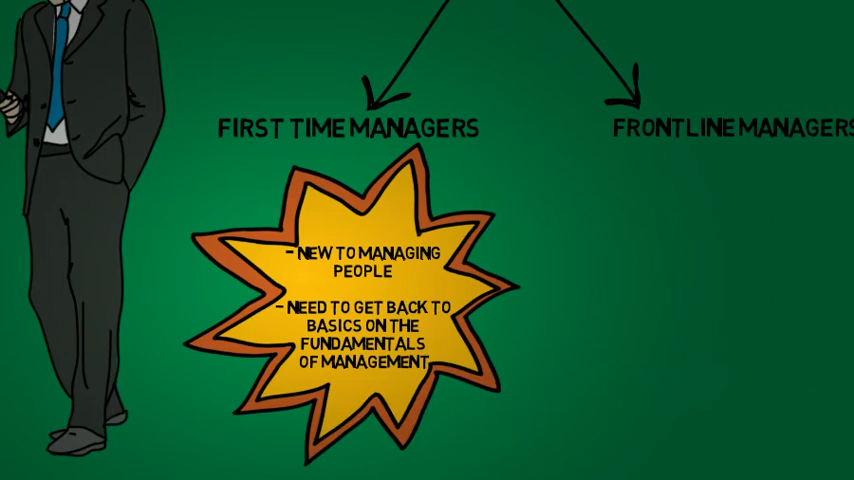 FIRST TIME MANAGERS
FRONTLINE MANAGERS
- NEW TO MANAGING
PEOPLE
- NEED TO GET BACK TO
BASICS ON THE
FUNDAMENTALS
OF MANAGEMENT